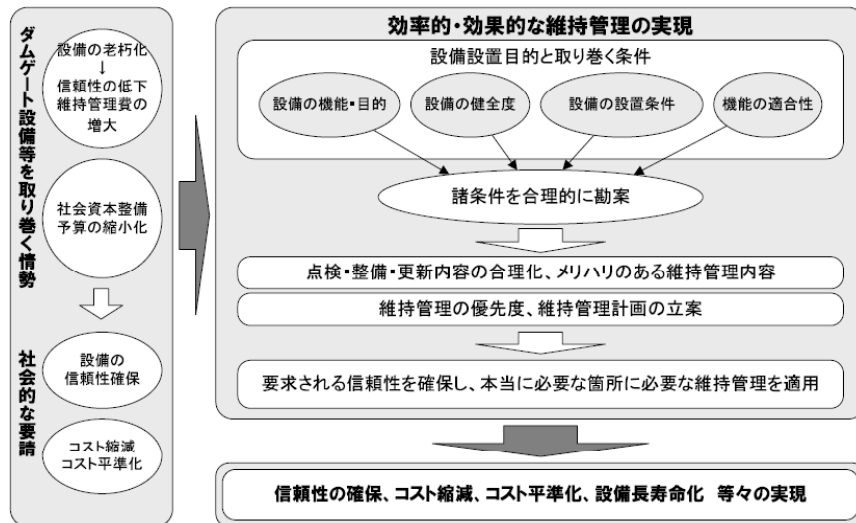 ダムゲート設備等を取り巻く情勢
設備の老朽化
↓
信頼性の低下
維持管理費の
増大
社会資本整備
予算の縮小化
社会的な要請
設備の
信頼性確保
コスト縮減
コスト平準化
効率的・効果的な維持管理の実現
設備設置目的と取り巻く条件
設備の機能・目的
設備の健全度
設備の設置条件
機能の適合性
諸条件を合理的に勘案
点検・整備・更新内容の合理化、メリハリのある維持管理内容
維持管理の優先度、維持管理計画の立案
要求される信頼性を確保し、本当に必要な箇所に必要な維持管理を適用
信頼性の確保、コスト縮減、コスト平準化、設備長寿命化 等々の実現